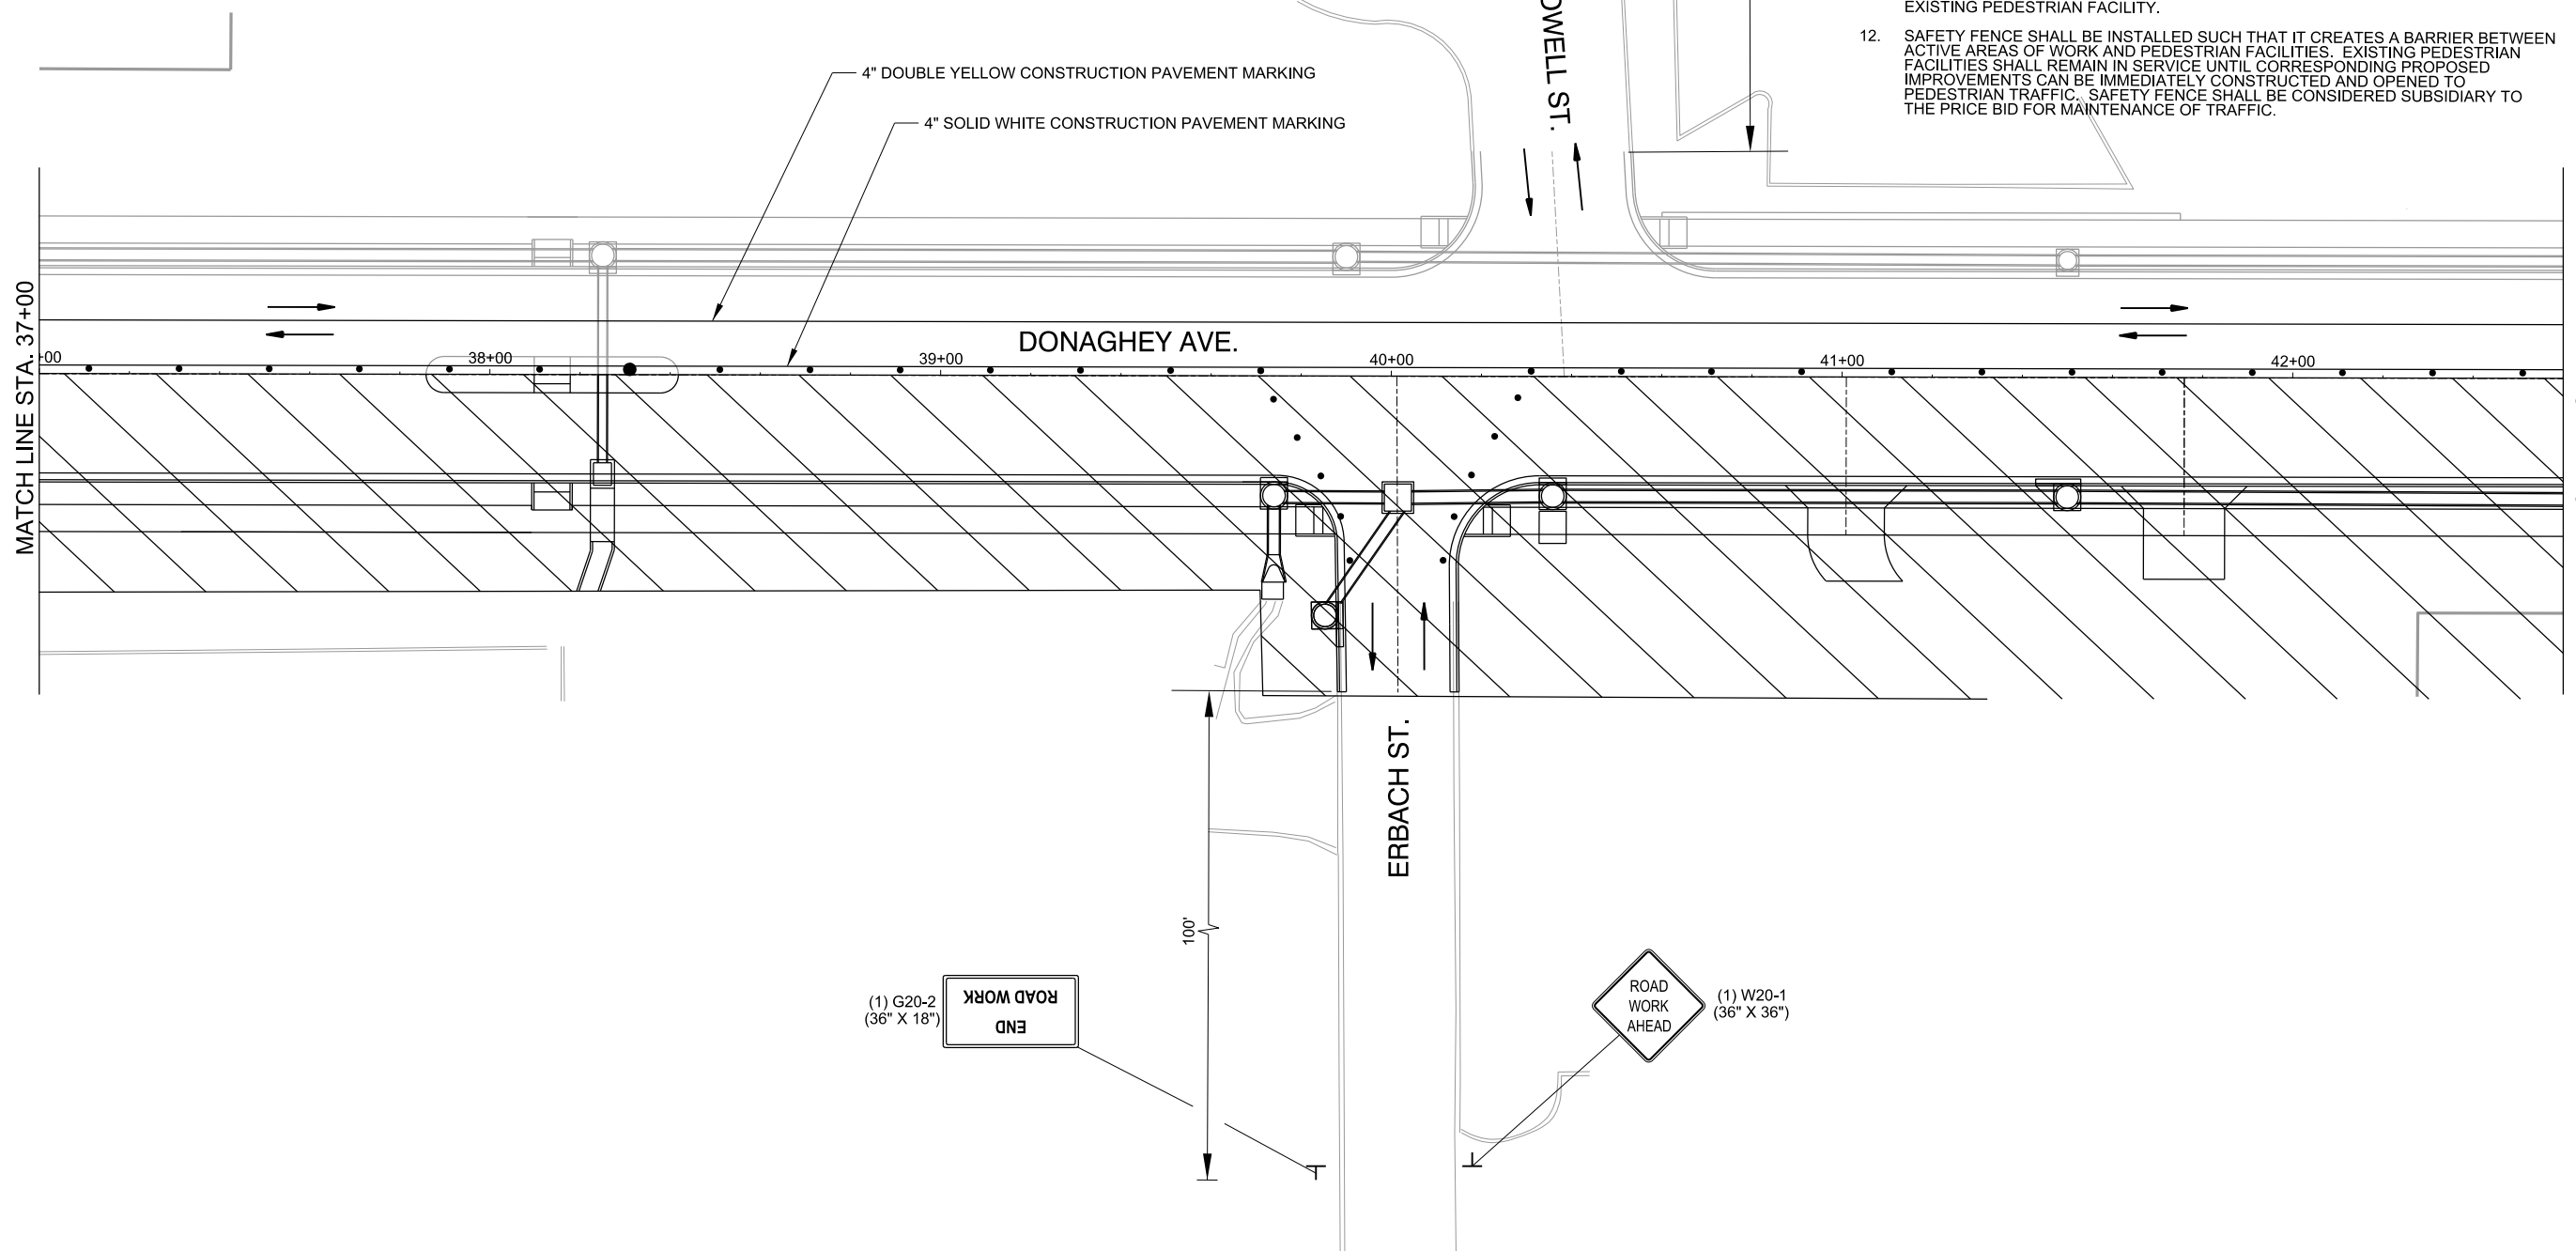 EXISTING PEDESTRIAN FACILITY.
12. SAFETY FENCE SHALL BE INSTALLED SUCH THAT IT CREATES A BARRIER BETWEEN
ACTIVE AREAS OF WORK AND PEDESTRIAN FACILITIES. EXISTING PEDESTRIAN
FACILITIES SHALL REMAIN IN SERVICE UNTIL CORRESPONDING PROPOSED
IMPROVEMENTS CAN BE IMMEDIATELY CONSTRUCTED AND OPENED TO
PEDESTRIAN TRAFFIC. SAFETY FENCE SHALL BE CONSIDERED SUBSIDIARY TO
THE PRICE BID FOR MAINTENANCE OF TRAFFIC.
4" DOUBLE YELLOW CONSTRUCTION PAVEMENT MARKING
4" SOLID WHITE CONSTRUCTION PAVEMENT MARKING
OWELL ST.
MATCH LINE STA. 37+00
DONAGHEY AVE.
+00
38+00
39+00
40+00
41+00
42+00
ERBACH ST.
100'
(1) G20-2
(36" X 18")
END
ROAD WORK
ROAD
WORK
AHEAD
(1) W20-1
(36" X 36")